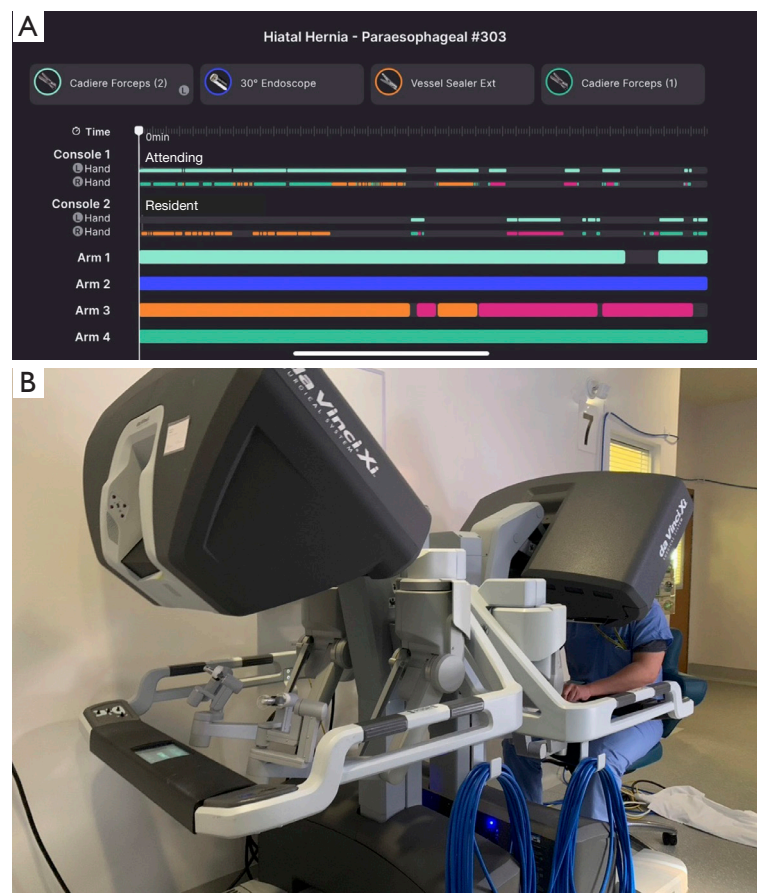 A
Hiatal Hernia - Paraesophageal #303
Cadiere Forceps (2)
L
30° Endoscope
Vessel Sealer Ext
Cadiere Forceps (1)
Time
0min
Console 1
Attending
L Hand
R Hand
Console 2
Resident
L Hand
R Hand
Arm 1
Arm 2
Arm 3
Arm 4
B
da Vinci Xi
SURGICAL SYSTEM
7
da Vinci Xi